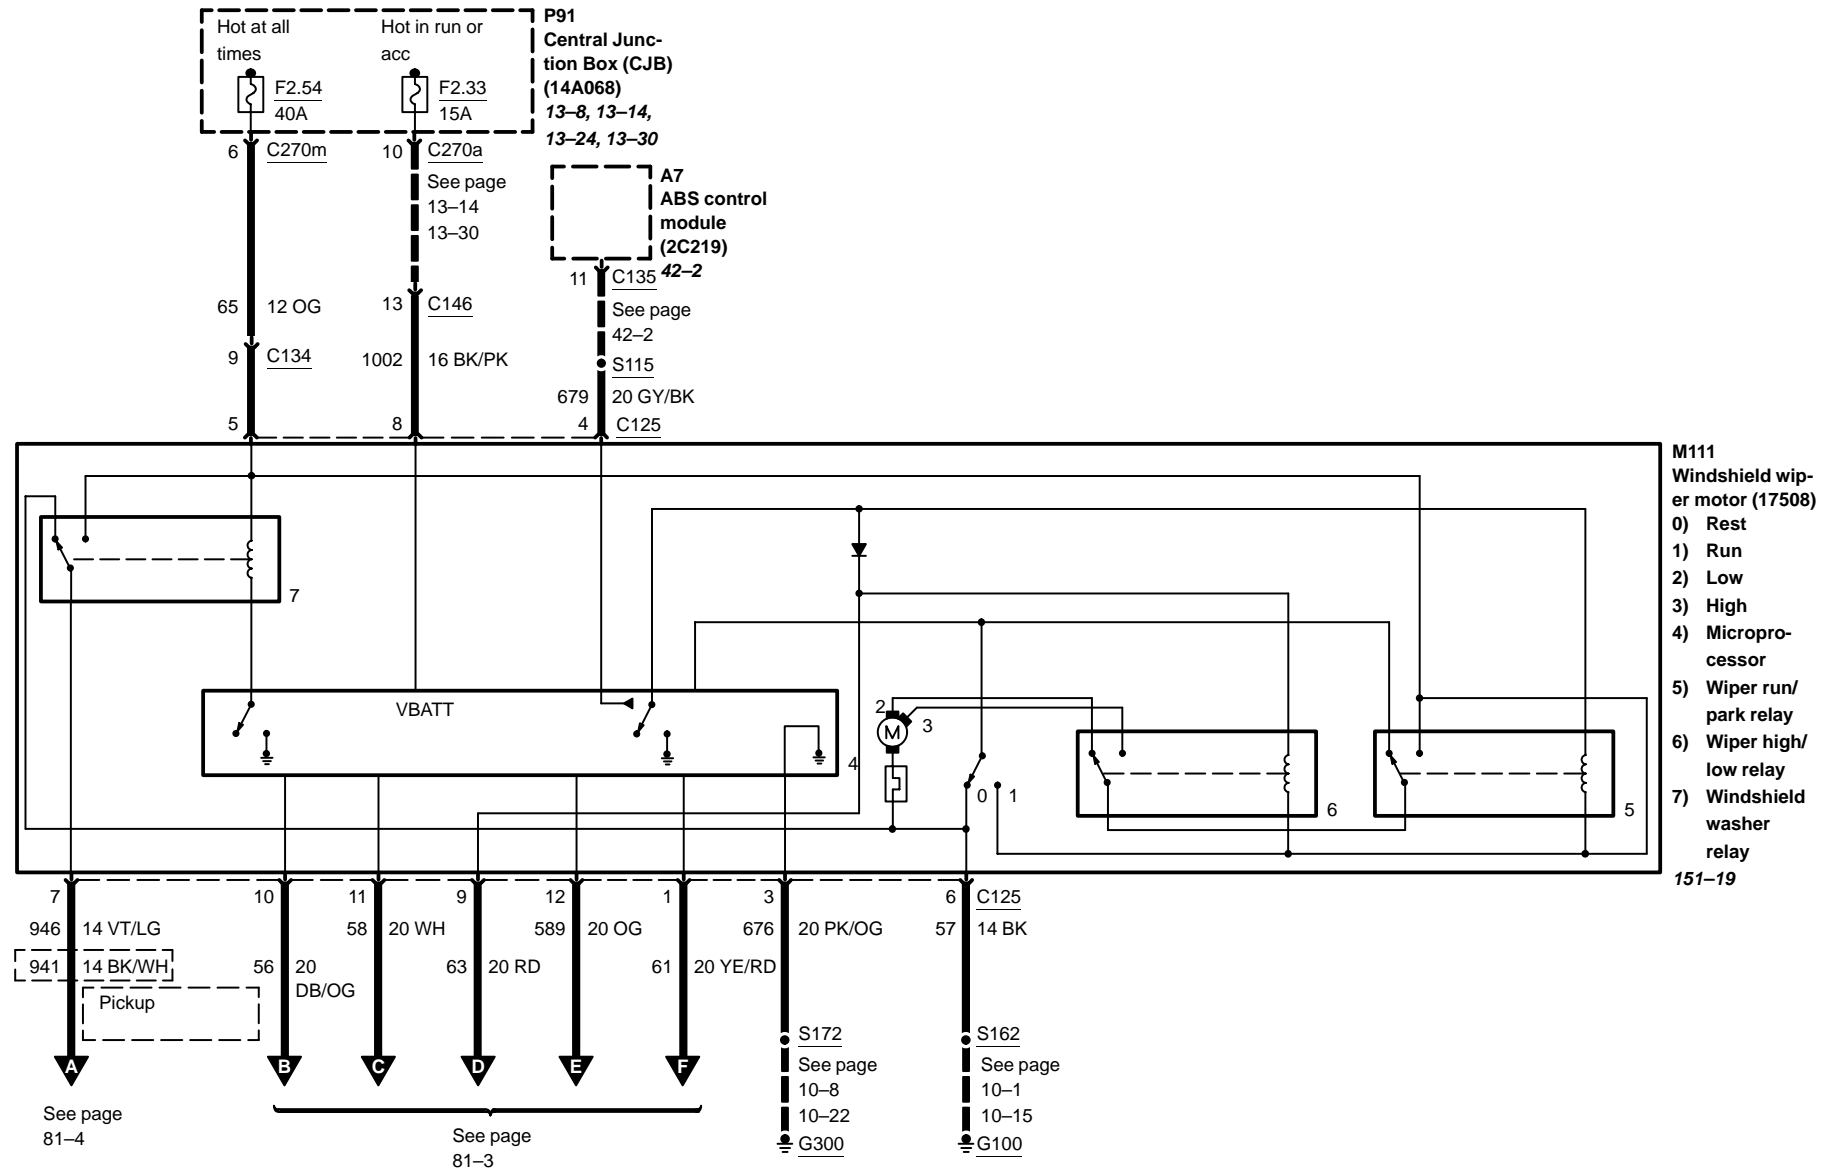 Hot at all
times
Hot in run or
acc
F2.54
40A
F2.33
15A
P91
Central Junc-
tion Box (CJB)
(14A068)
13–8, 13–14,
13–24, 13–30
6 C270m
10 C270a
See page
13–14
13–30
A7
ABS control
module
(2C219)
42–2
11 C135
See page
42–2
65 12 OG
13 C146
9 C134
1002 16 BK/PK
S115
679 20 GY/BK
5
8
4 C125
M111
Windshield wip-
er motor (17508)
0) Rest
1) Run
2) Low
3) High
4) Micropro-
cessor
5) Wiper run/
park relay
6) Wiper high/
low relay
7) Windshield
washer
relay
151–19
7
VBATT
4
2
3
M
0
1
6
5
7
10
11
9
12
1
3
6 C125
946 14 VT/LG
58 20 WH
589 20 OG
676 20 PK/OG
57 14 BK
941 14 BK/WH
56 20
DB/OG
63 20 RD
61 20 YE/RD
Pickup
S172
See page
10–8
10–22
G300
S162
See page
10–1
10–15
G100
A
B
C
D
E
F
See page
81–4
See page
81–3